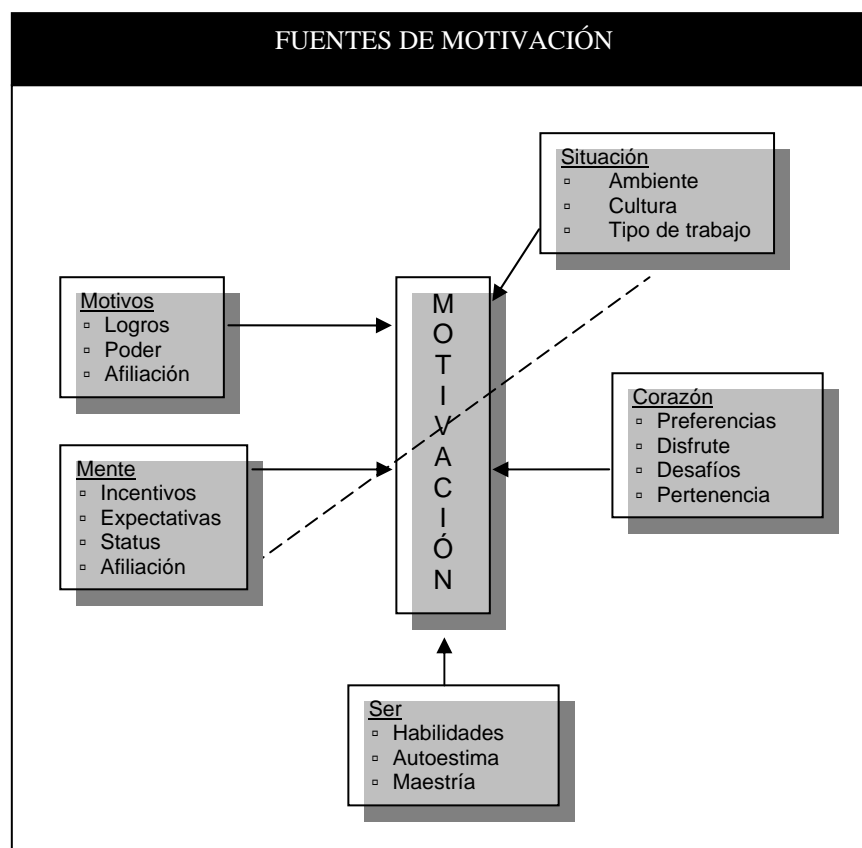 FUENTES DE MOTIVACIÓN
Situación
▫ Ambiente
▫ Cultura
▫ Tipo de trabajo
Motivos
▫ Logros
▫ Poder
▫ Afiliación
MOTIVACIÓN
Corazón
▫ Preferencias
▫ Disfrute
▫ Desafíos
▫ Pertenencia
Mente
▫ Incentivos
▫ Expectativas
▫ Status
▫ Afiliación
Ser
▫ Habilidades
▫ Autoestima
▫ Maestría